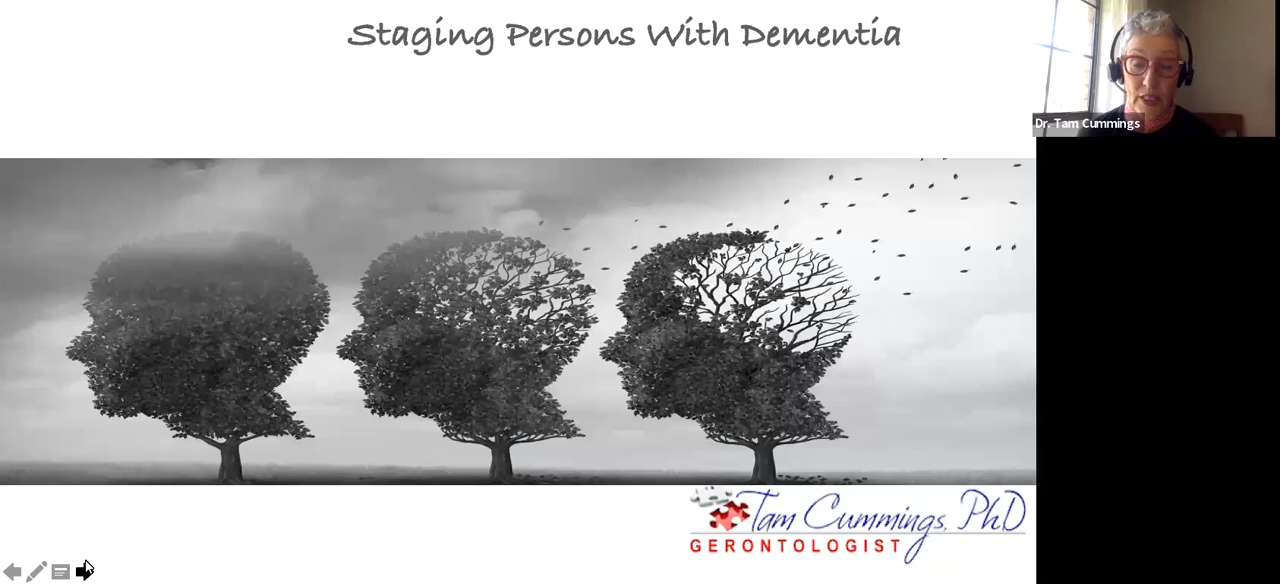 Staging Persons With Dementia
Dr. Tam Cummings
Tam Cummings, PhD
GERONTOLOGIST